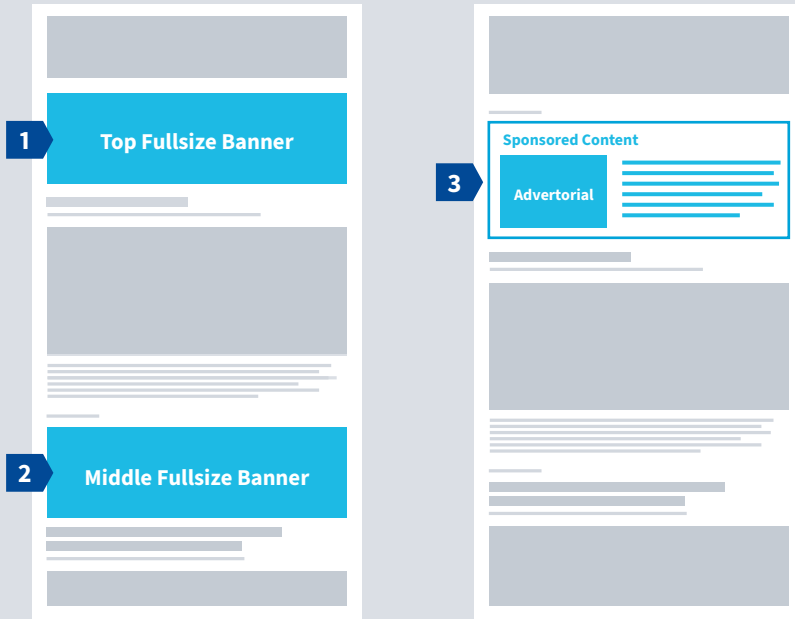 1
Top Fullsize Banner
2
Middle Fullsize Banner
3
Sponsored Content
Advertorial